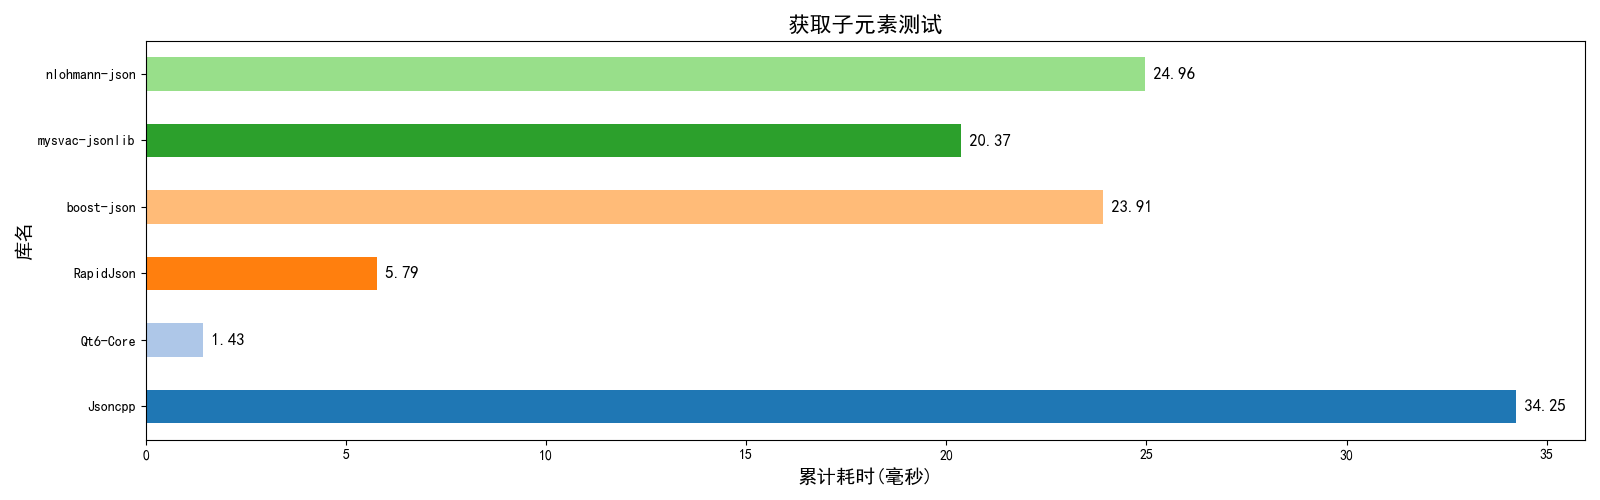 获取子元素测试
库名
nlohmann-json
24.96
mysvac-jsonlib
20.37
boost-json
23.91
RapidJson
5.79
Qt6-Core
1.43
Jsoncpp
34.25
0 5 10 15 20 25 30 35
累计耗时(毫秒)